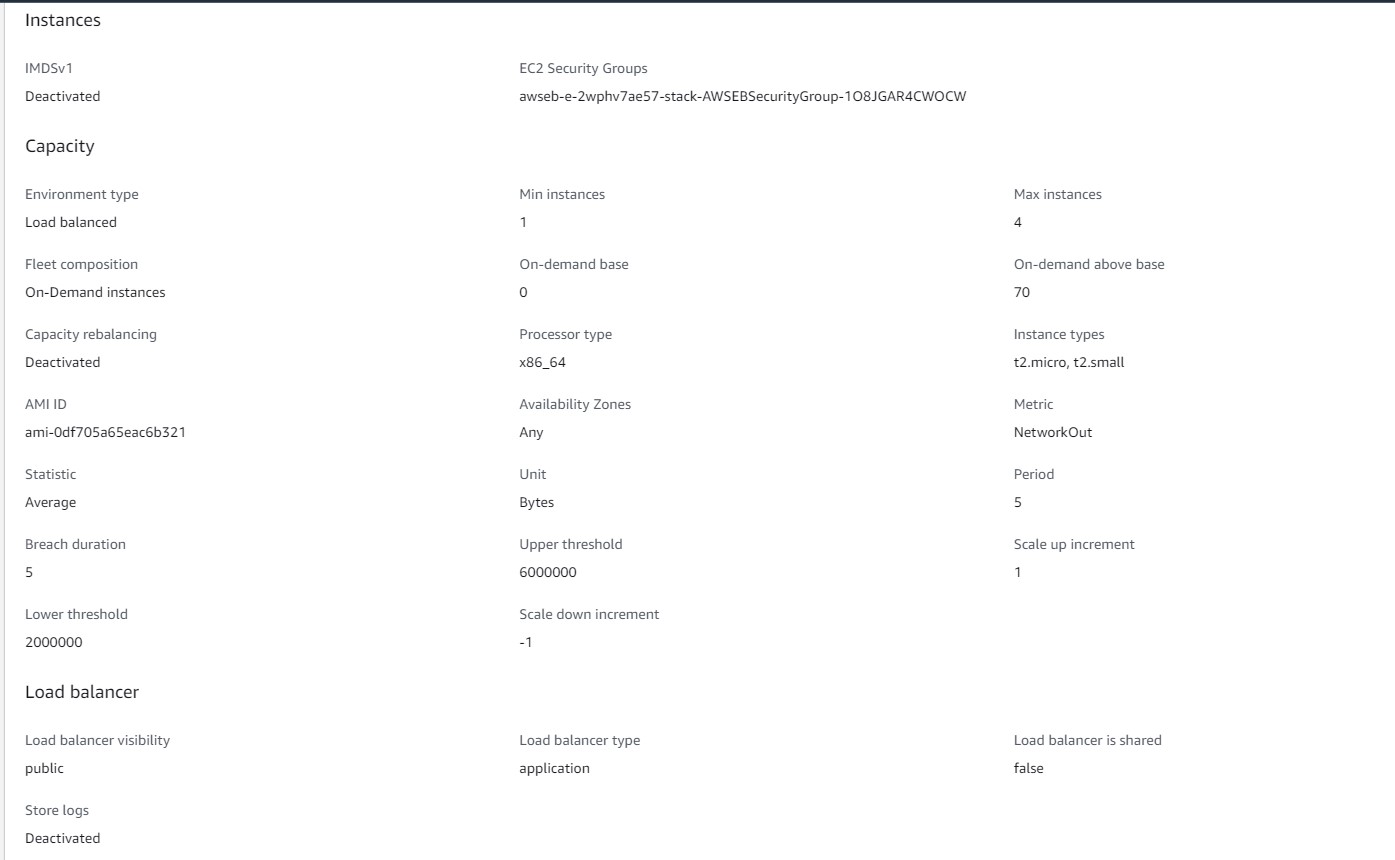 Instances
IMDSv1 EC2 Security Groups
Deactivated awseb-e-2wphv7ae57-stack-AWSEBSecurityGroup-1O8JGAR4CWOCW
Capacity
Environment type Min instances Max instances
Load balanced 1 4
Fleet composition On-demand base On-demand above base
On-Demand instances 0 70
Capacity rebalancing Processor type Instance types
Deactivated x86_64 t2.micro, t2.small
AMI ID Availability Zones Metric
ami-0df705a65eac6b321 Any NetworkOut
Statistic Unit Period
Average Bytes 5
Breach duration Upper threshold Scale up increment
5 6000000 1
Lower threshold Scale down increment
2000000 -1
Load balancer
Load balancer visibility Load balancer type Load balancer is shared
public application false
Store logs
Deactivated